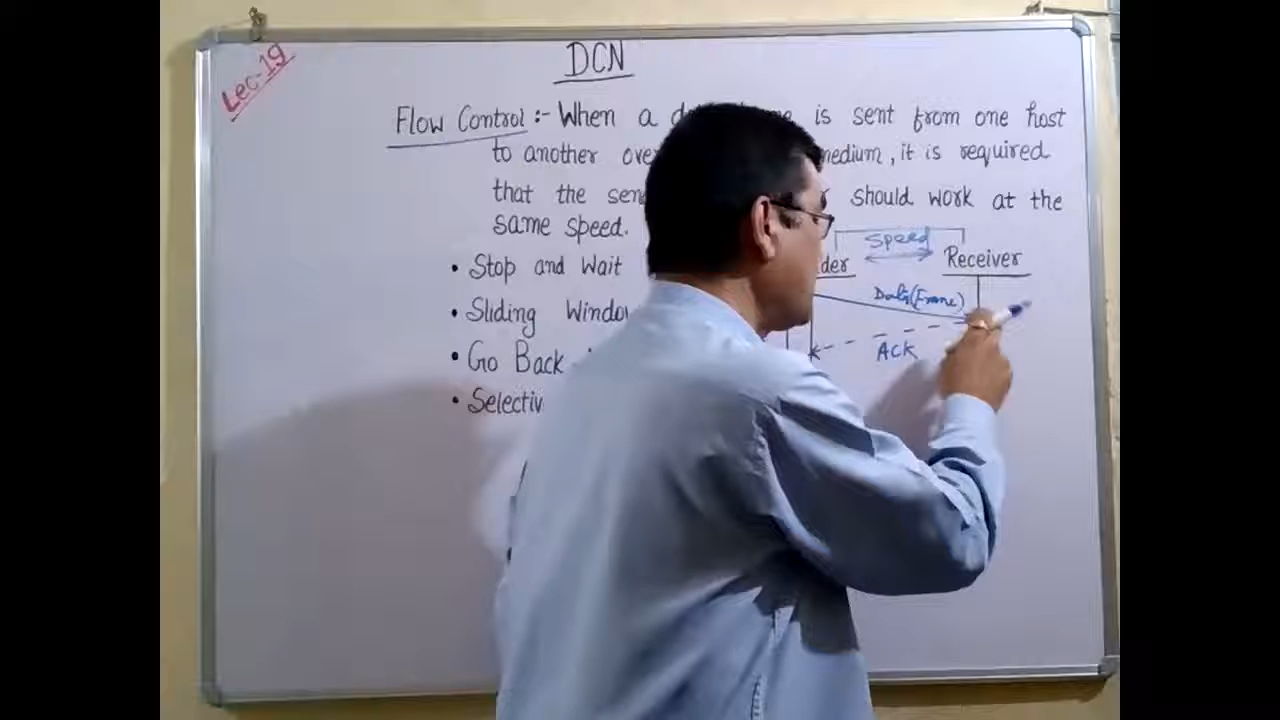 Lec-19
DCN
Flow Control :- When a is sent from one host
to another over medium, it is required
that the should work at the
same speed.
• Stop and Wait
• Sliding
• Go Back
•
Speed
Receiver
Data (Frame)
Ack